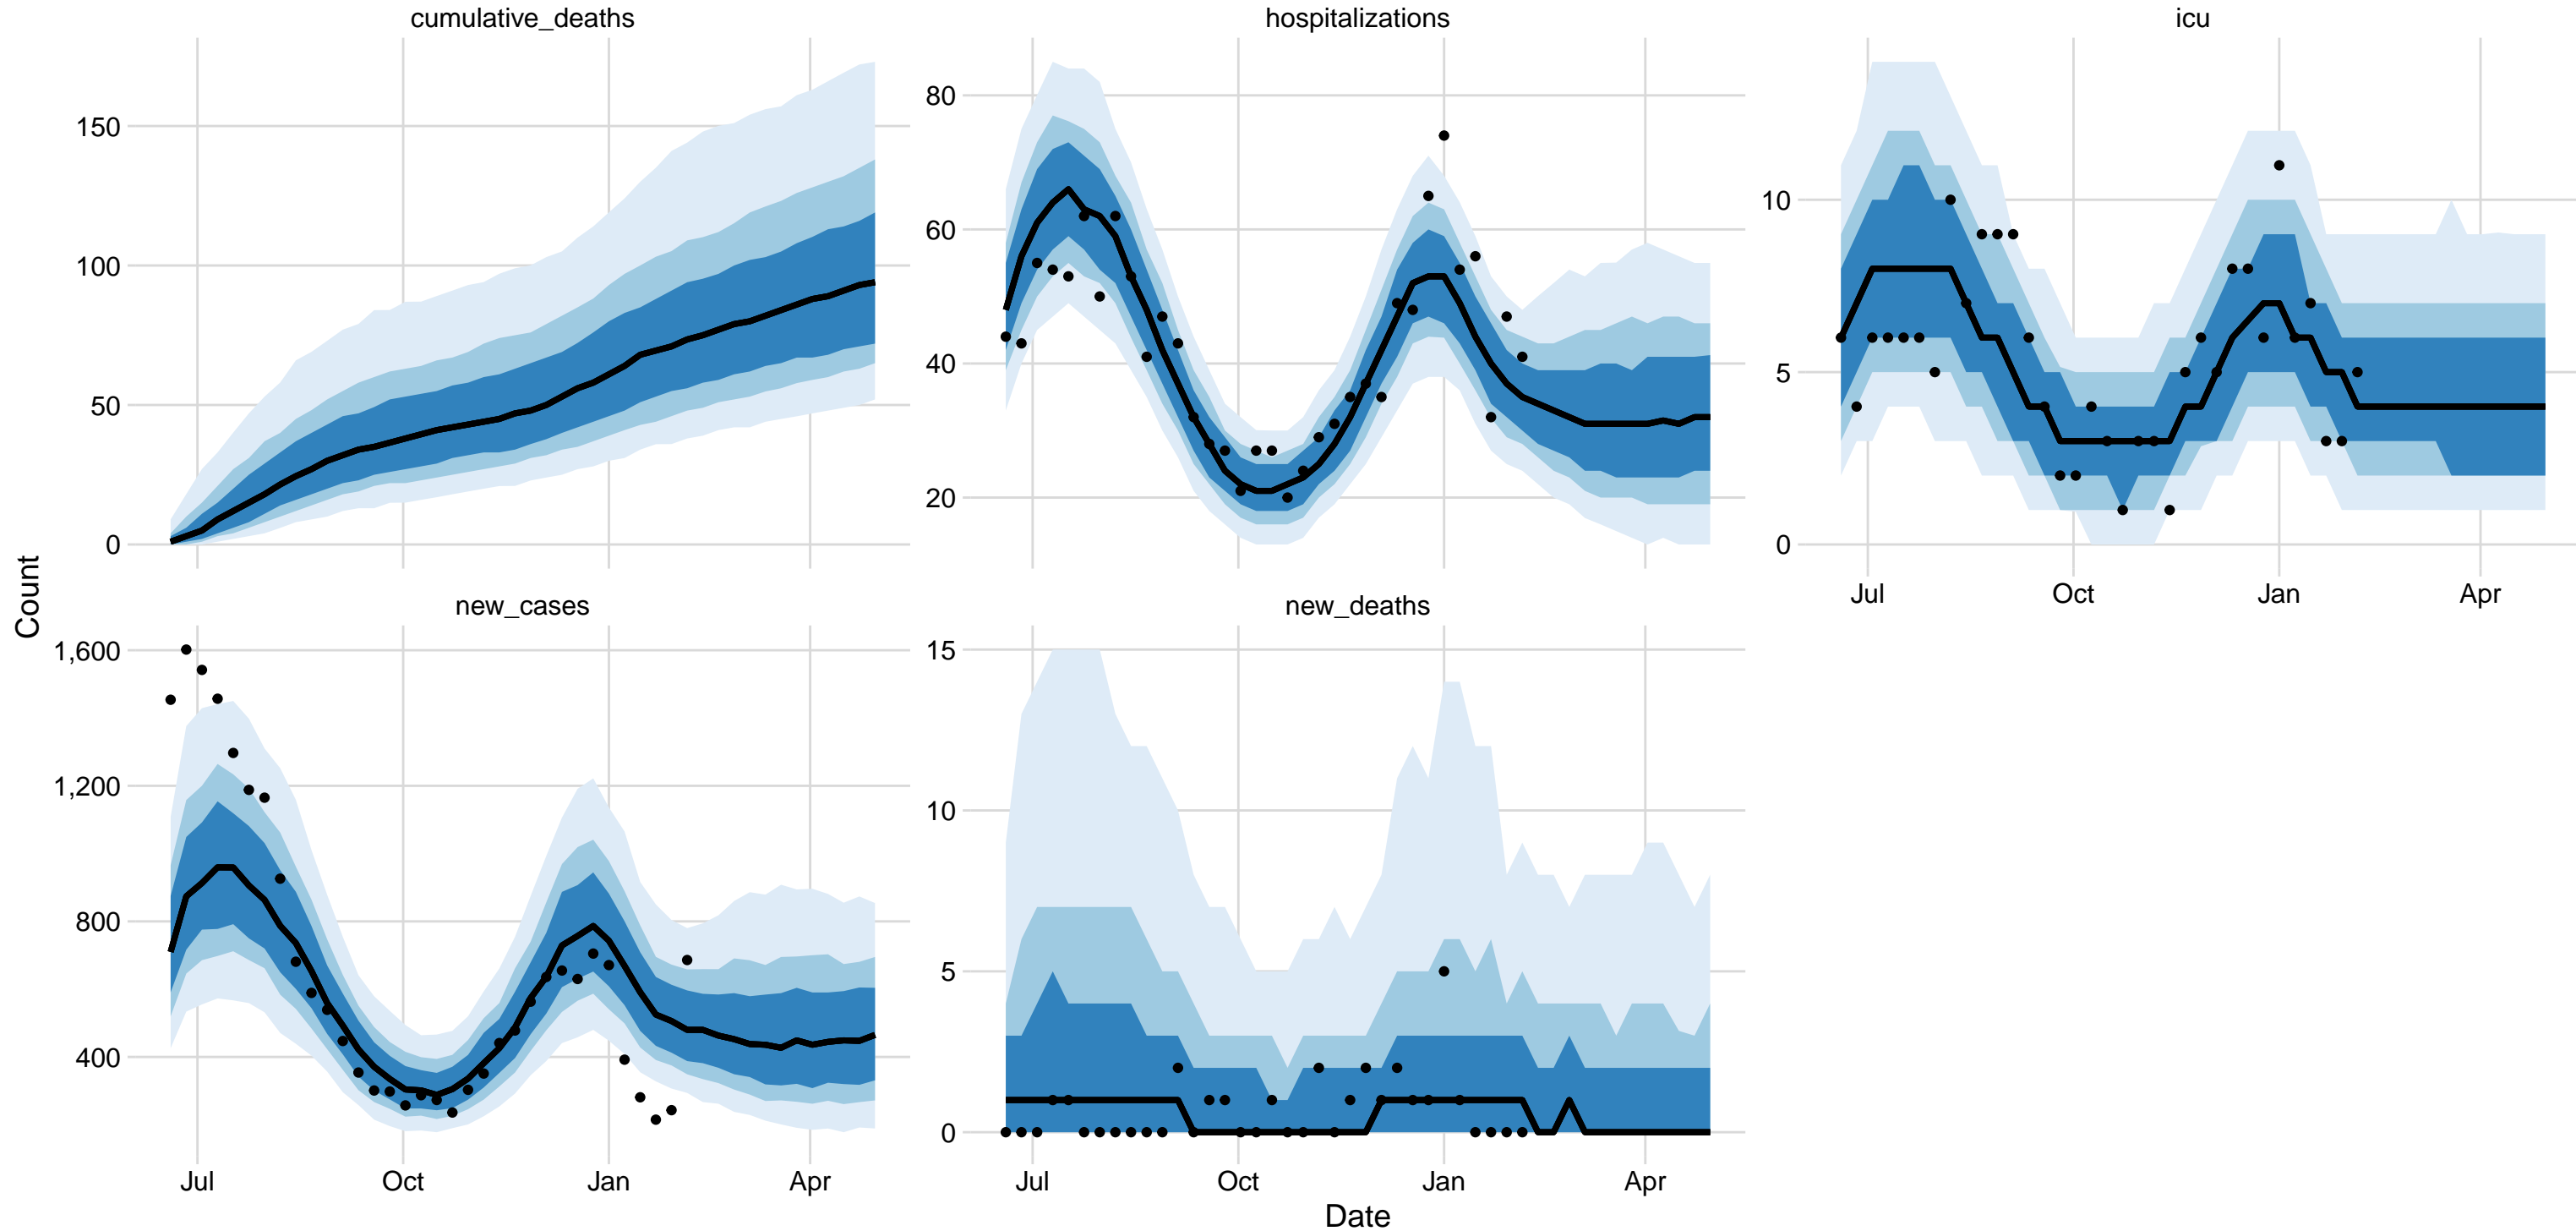 cumulative_deaths
hospitalizations
icu
150
100
50
0
80
60
40
20
10
5
0
Jul Oct Jan Apr
Count
new_cases
new_deaths
1,600
1,200
800
400
15
10
5
0
Jul Oct Jan Apr
Jul Oct Jan Apr
Date